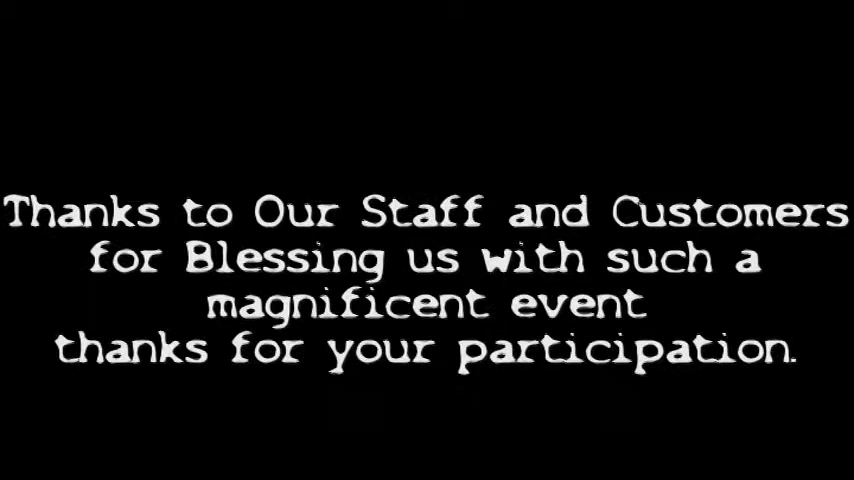 Thanks to Our Staff and Customers
for Blessing us with such a
magnificent event
thanks for your participation.